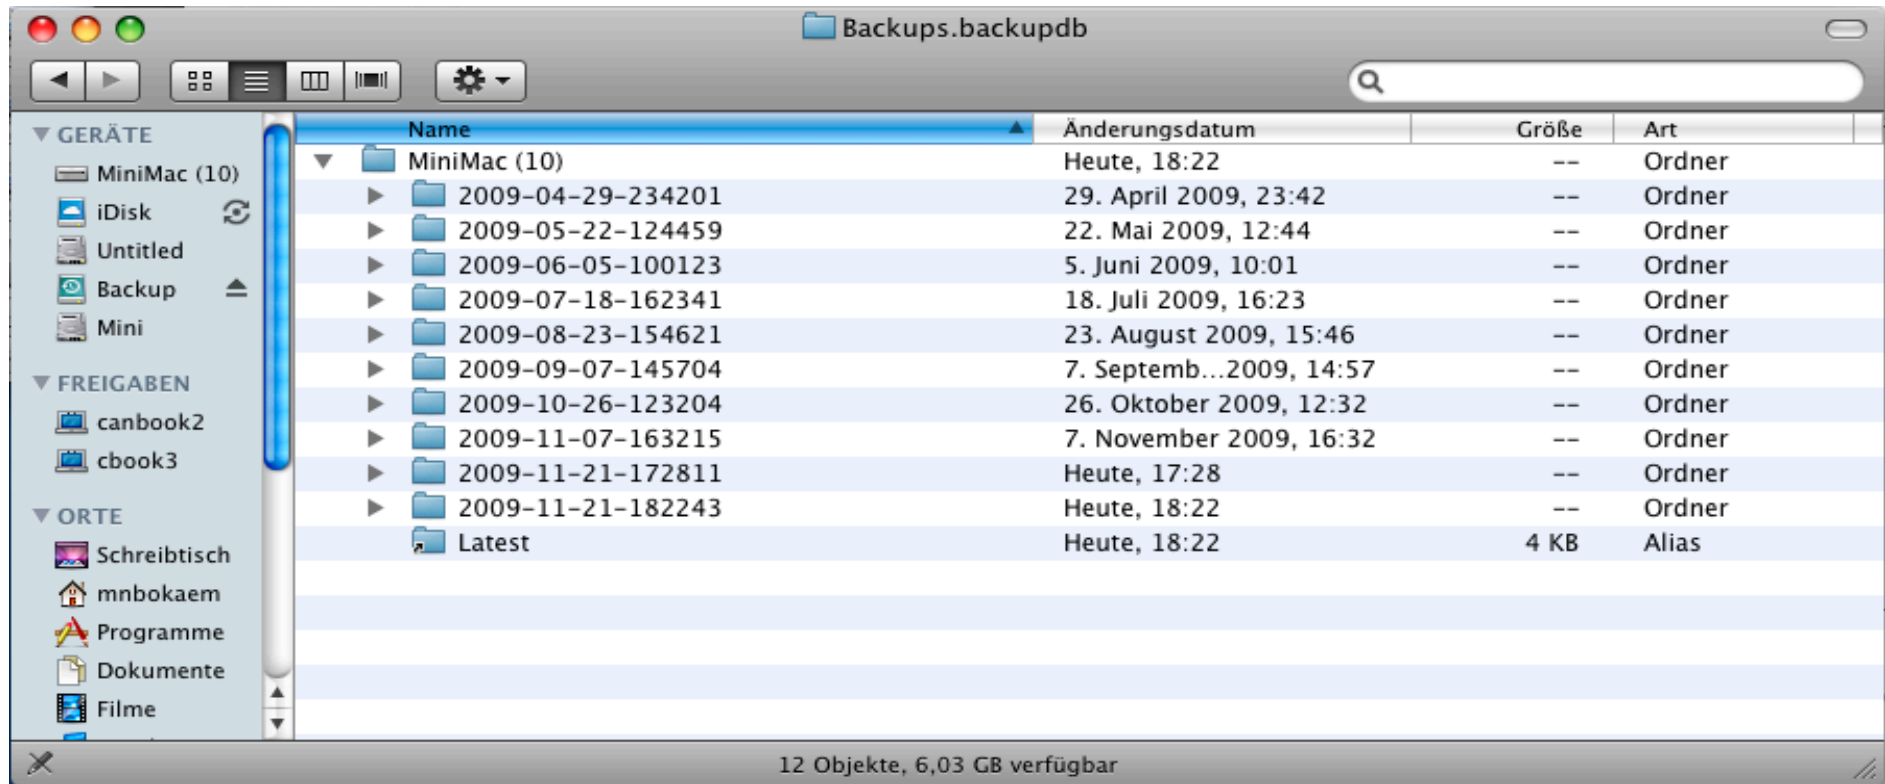 Backups.backupdb
GERÄTE
MiniMac (10)
iDisk
Untitled
Backup
Mini
FREIGABEN
canbook2
cbook3
ORTE
Schreibtisch
mnbokaem
Programme
Dokumente
Filme
Name Änderungsdatum Größe Art
MiniMac (10) Heute, 18:22 -- Ordner
2009-04-29-234201 29. April 2009, 23:42 -- Ordner
2009-05-22-124459 22. Mai 2009, 12:44 -- Ordner
2009-06-05-100123 5. Juni 2009, 10:01 -- Ordner
2009-07-18-162341 18. Juli 2009, 16:23 -- Ordner
2009-08-23-154621 23. August 2009, 15:46 -- Ordner
2009-09-07-145704 7. Septemb...2009, 14:57 -- Ordner
2009-10-26-123204 26. Oktober 2009, 12:32 -- Ordner
2009-11-07-163215 7. November 2009, 16:32 -- Ordner
2009-11-21-172811 Heute, 17:28 -- Ordner
2009-11-21-182243 Heute, 18:22 -- Ordner
Latest Heute, 18:22 4 KB Alias
12 Objekte, 6,03 GB verfügbar